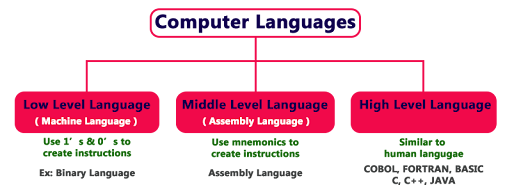 Computer Languages
Low Level Language
( Machine Language )
Use 1's & 0's to
create instructions
Ex: Binary Language
Middle Level Language
( Assembly Language )
Use mnemonics to
create instructions
Assembly Language
High Level Language
Similar to
human langugae
COBOL, FORTRAN, BASIC
C, C++, JAVA